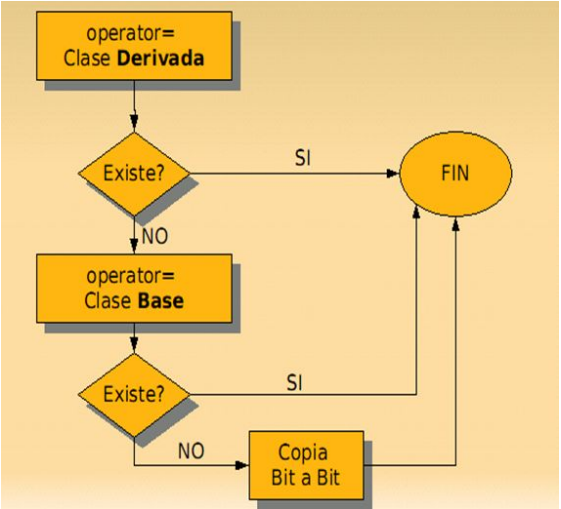 operator=
Clase Derivada
Existe?
SI
FIN
NO
operator=
Clase Base
Existe?
SI
NO
Copia
Bit a Bit